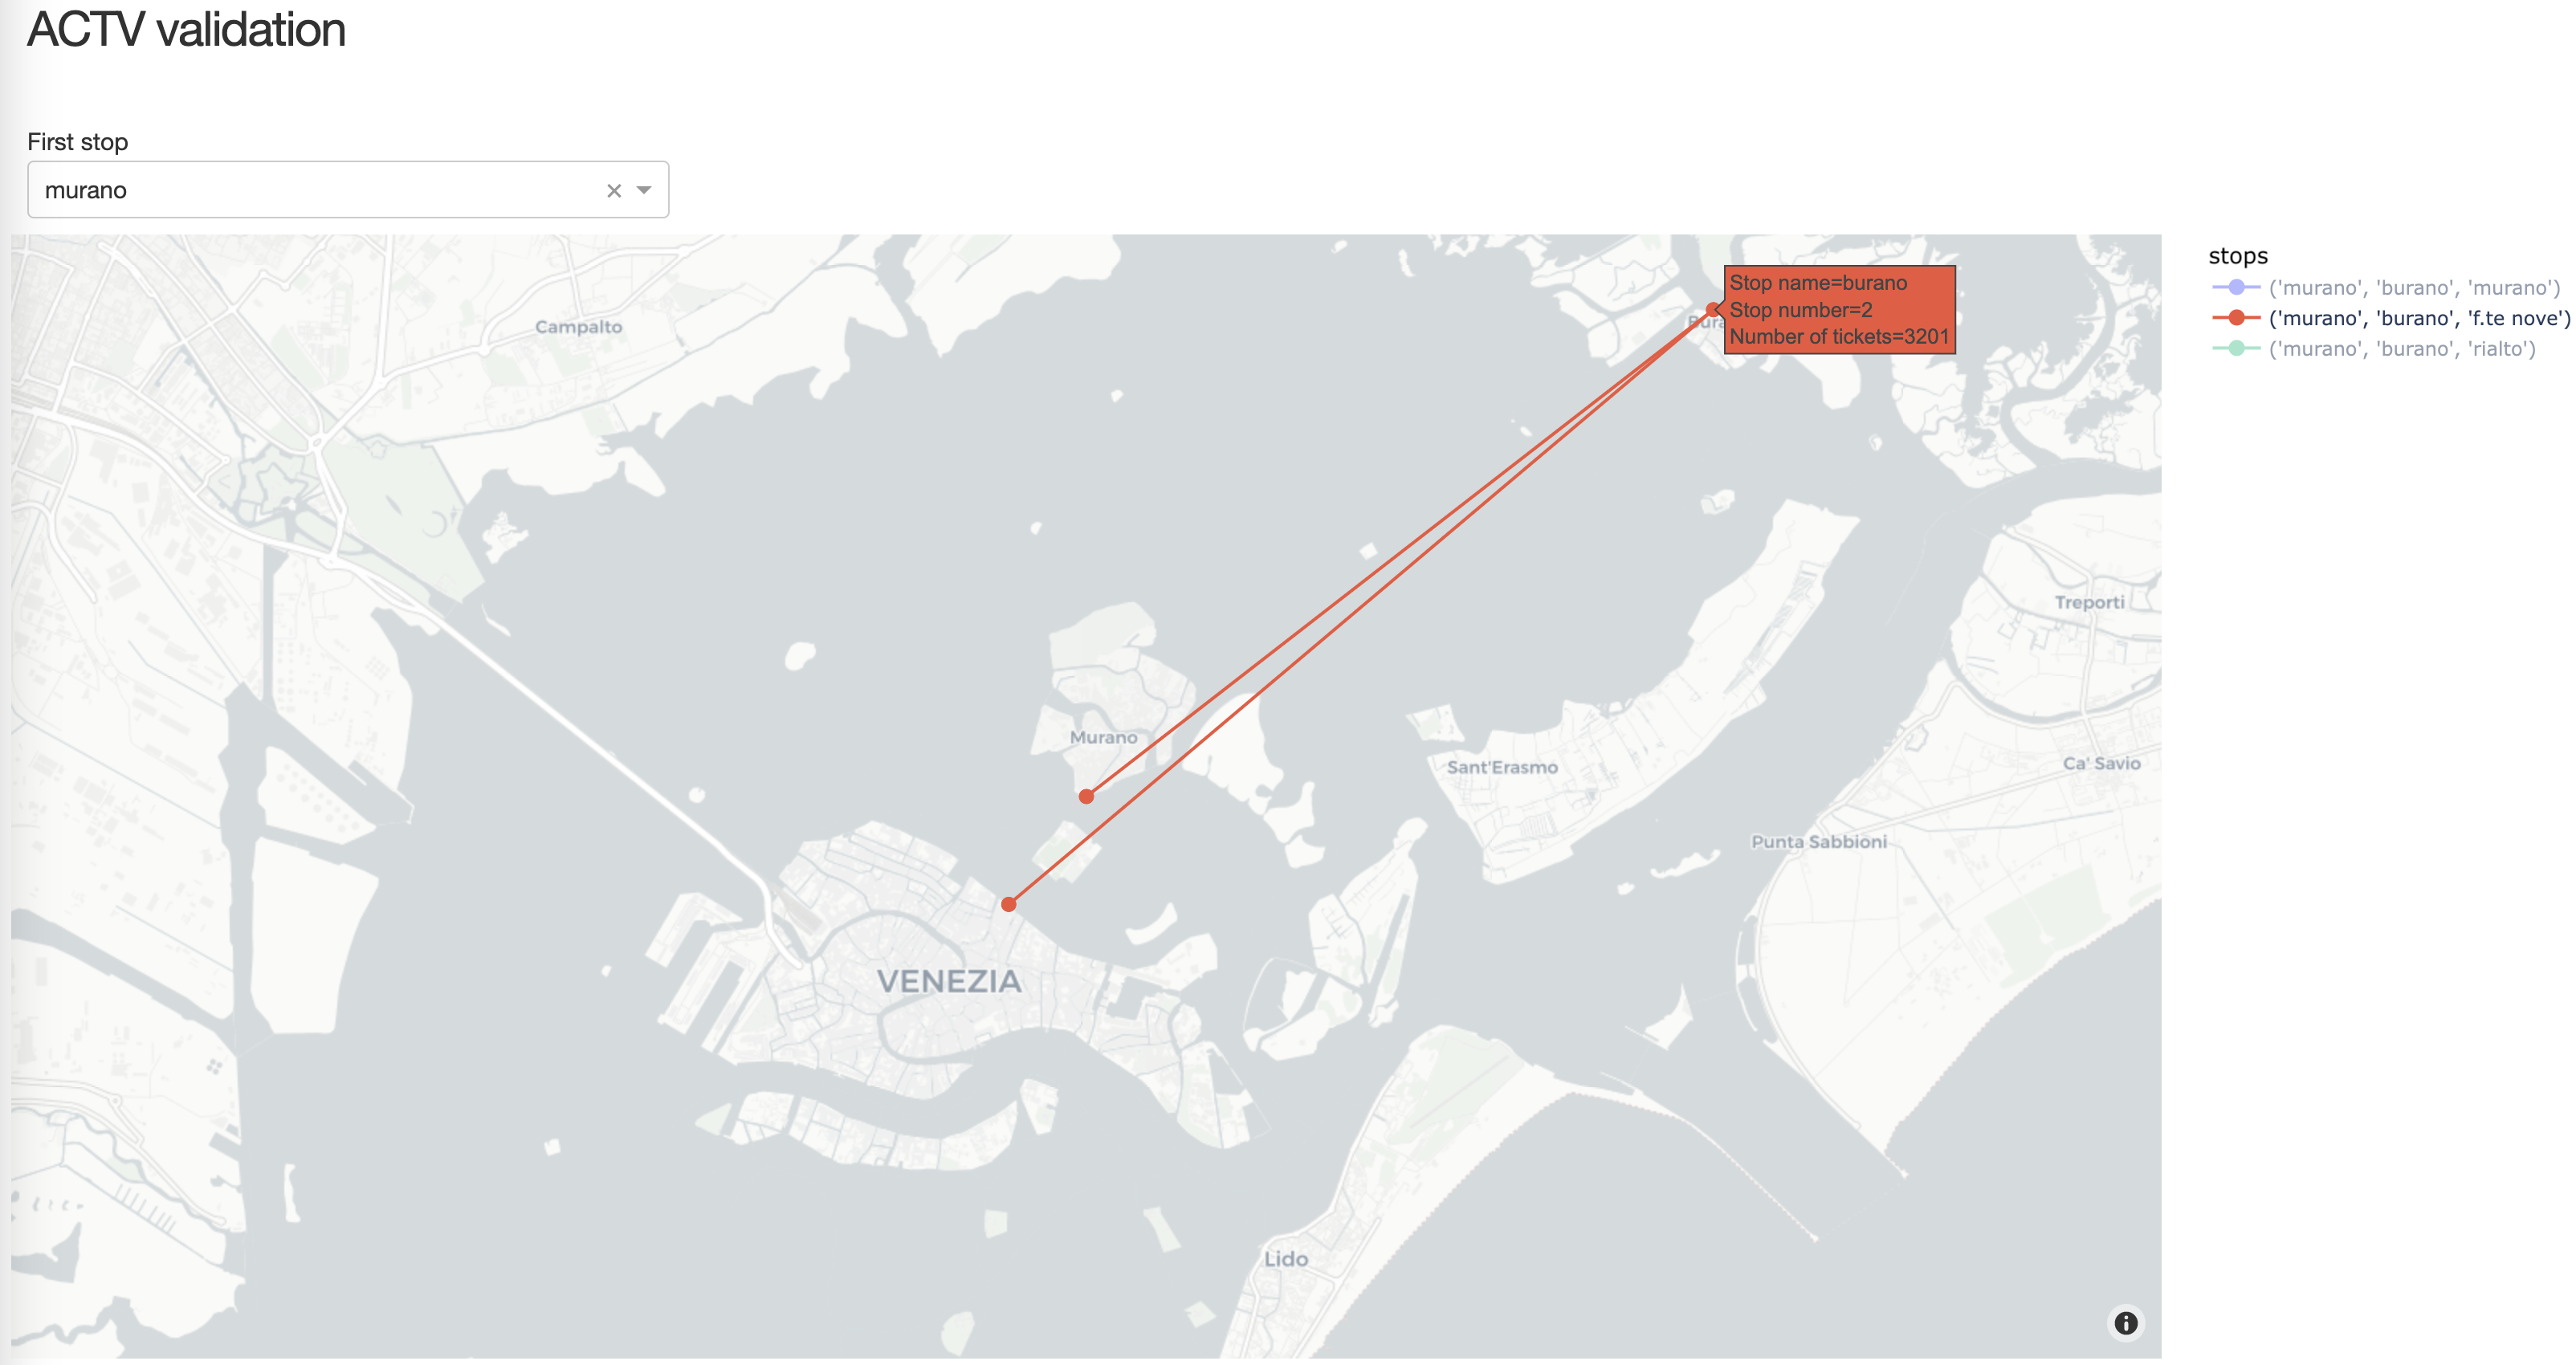 ACTV validation
First stop
murano
stops
('murano', 'burano', 'murano')
('murano', 'burano', 'f.te nove')
('murano', 'burano', 'rialto')
Stop name=burano
Stop number=2
Number of tickets=3201
Campalto
Treporti
Murano
Sant'Erasmo
Ca' Savio
Punta Sabbioni
VENEZIA
Lido